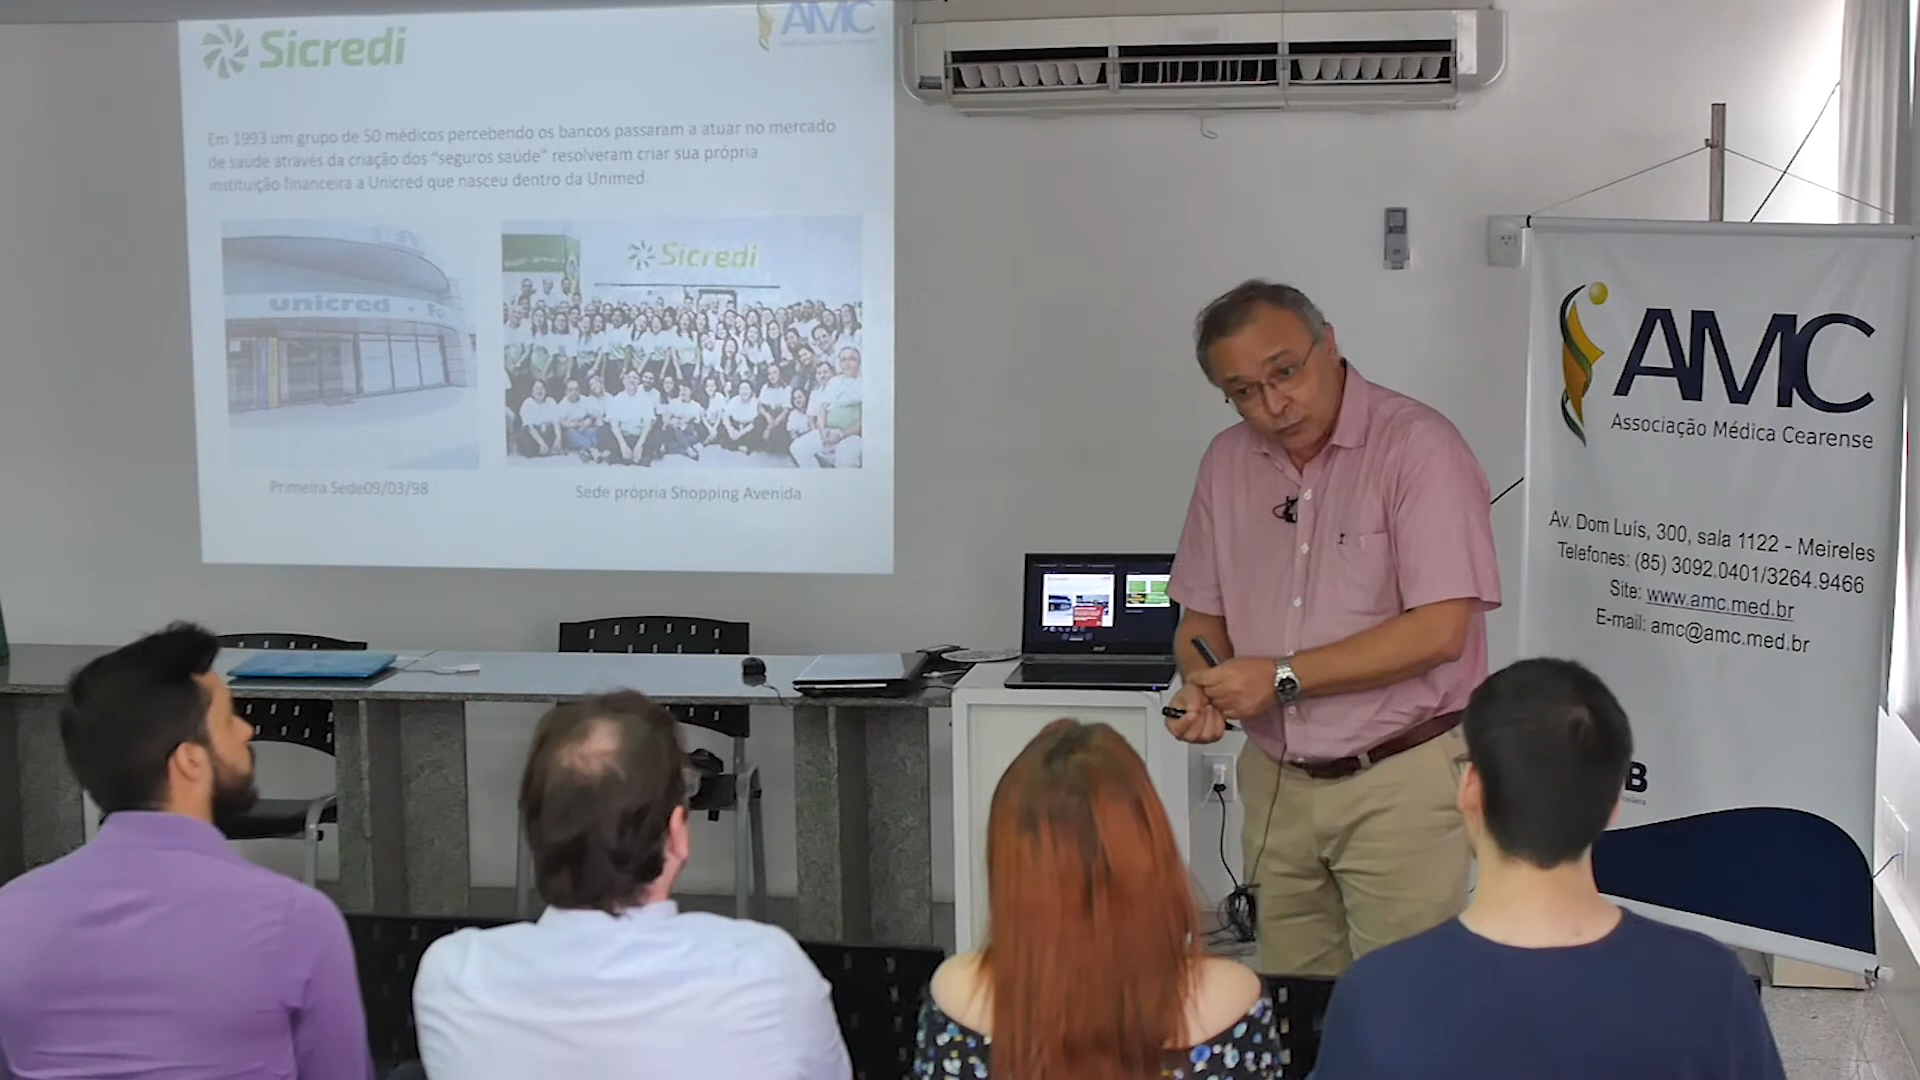 Sicredi
AMC
Em 1993 um grupo de 50 médicos percebendo os bancos passaram a atuar no mercado
de saúde através da criação dos "seguros saúde" resolveram criar sua própria
instituição financeira a Unicred que nasceu dentro da Unimed.
unicred - Fo
Sicredi
Primeira Sede09/03/98
Sede própria Shopping Avenida
AMC
Associação Médica Cearense
Av. Dom Luís, 300, sala 1122 - Meireles
Telefones: (85) 3092.0401/3264.9466
Site: www.amc.med.br
E-mail: amc@amc.med.br
B